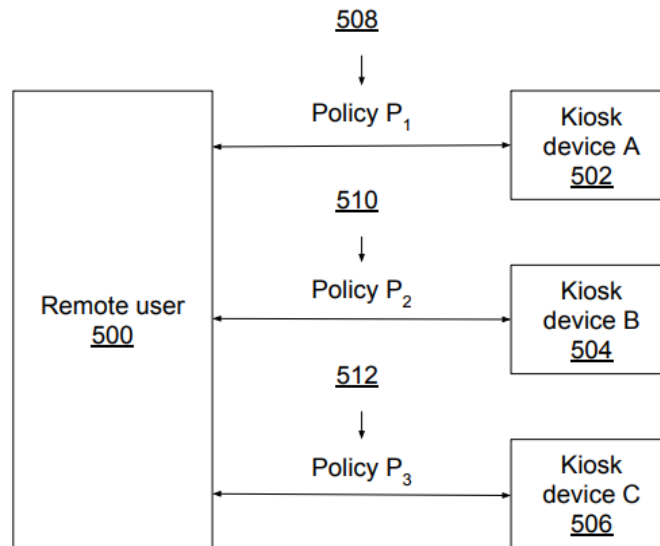 508
Policy P₁
Kiosk
device A
502
510
Policy P₂
Remote user
500
Kiosk
device B
504
512
Policy P₃
Kiosk
device C
506